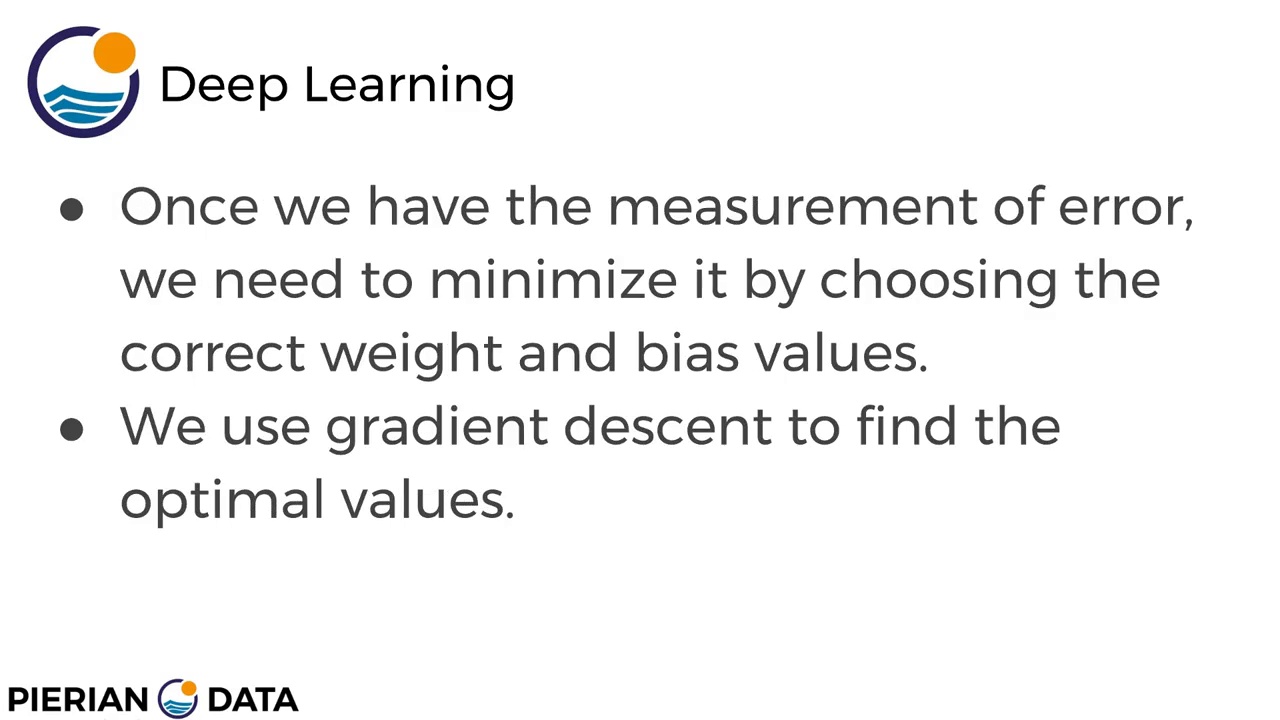 Deep Learning
● Once we have the measurement of error,
we need to minimize it by choosing the
correct weight and bias values.
● We use gradient descent to find the
optimal values.
PIERIAN DATA